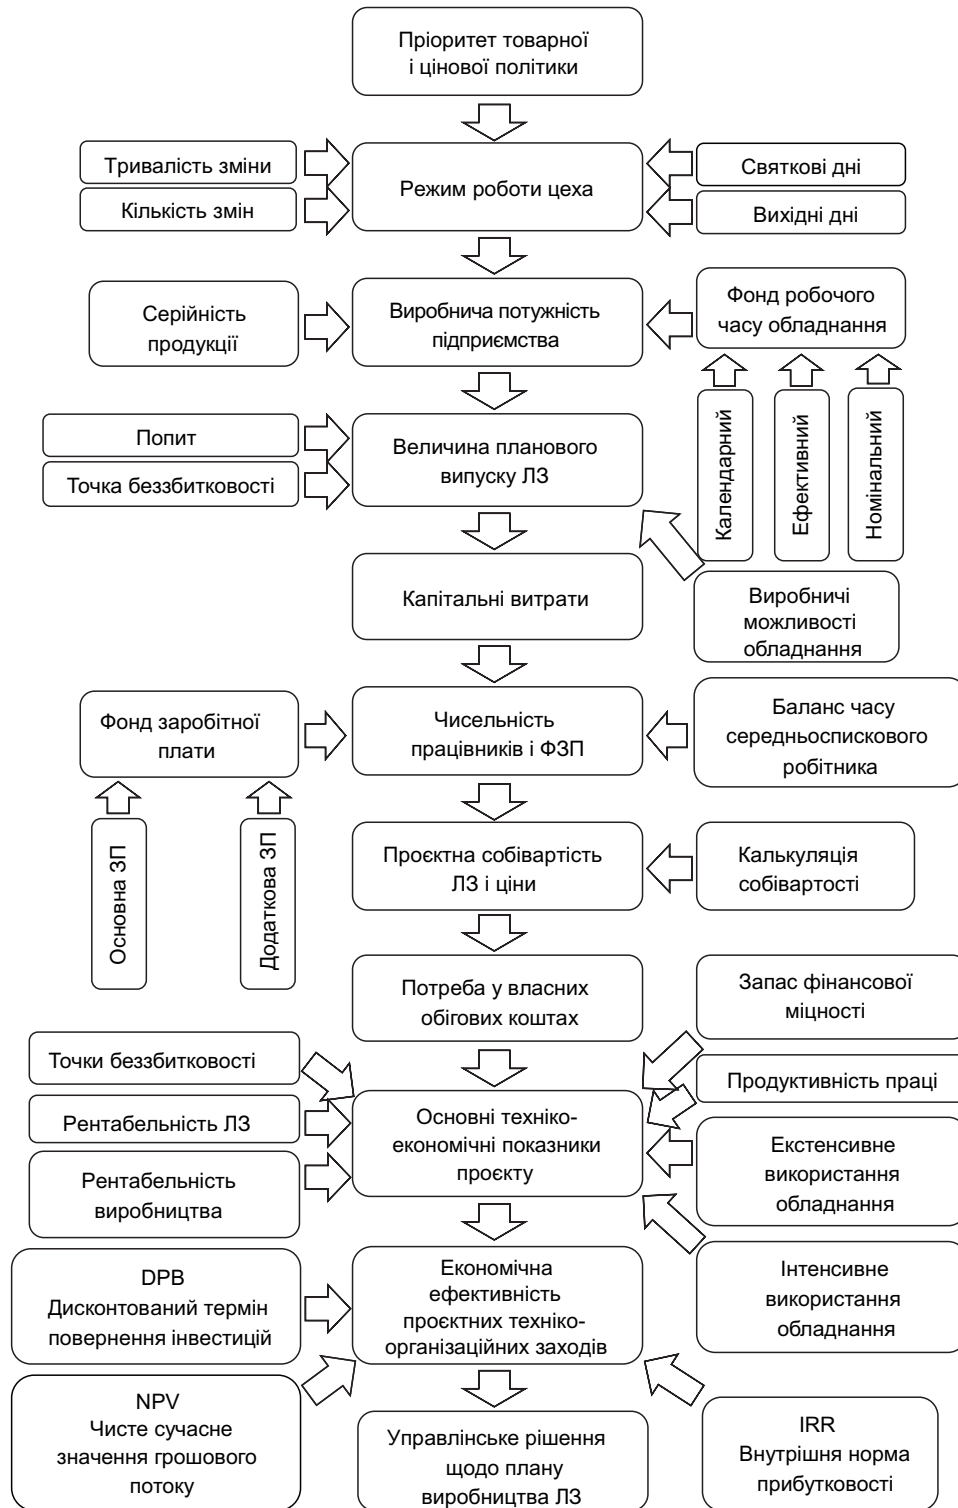 Пріоритет товарної
і цінової політики
Тривалість зміни
Кількість змін
Режим роботи цеха
Святкові дні
Вихідні дні
Серійність
продукції
Виробнича потужність
підприємства
Фонд робочого
часу обладнання
Календарний
Ефективний
Номінальний
Попит
Точка беззбитковості
Величина планового
випуску ЛЗ
Капітальні витрати
Виробничі
можливості
обладнання
Фонд заробітної
плати
Чисельність
працівників і ФЗП
Баланс часу
середньоспискового
робітника
Основна ЗП
Додаткова ЗП
Проєктна собівартість
ЛЗ і ціни
Калькуляція
собівартості
Потреба у власних
обігових коштах
Запас фінансової
міцності
Точки беззбитковості
Рентабельність ЛЗ
Рентабельність
виробництва
Основні техніко-
економічні показники
проєкту
Продуктивність праці
Екстенсивне
використання
обладнання
Інтенсивне
використання
обладнання
DPB
Дисконтований термін
повернення інвестицій
Економічна
ефективність
проєктних техніко-
організаційних заходів
NPV
Чисте сучасне
значення грошового
потоку
Управлінське рішення
щодо плану
виробництва ЛЗ
IRR
Внутрішня норма
прибутковості